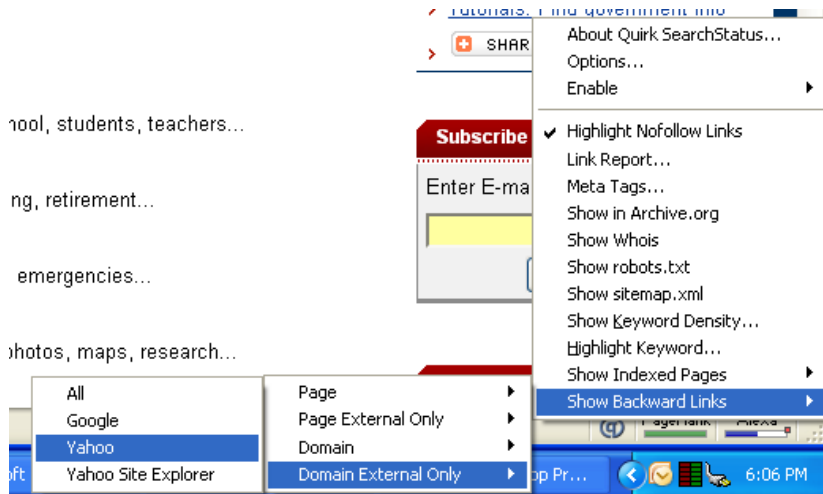 Tutorials: Find government info
SHAR
About Quirk SearchStatus...
Options...
Enable
Highlight Nofollow Links
Link Report...
Meta Tags...
Show in Archive.org
Show Whois
Show robots.txt
Show sitemap.xml
Show Keyword Density...
Highlight Keyword...
Show Indexed Pages
Show Backward Links
hool, students, teachers...
Subscribe
Enter E-ma
ng, retirement...
emergencies...
photos, maps, research...
Page
Page External Only
Domain
Domain External Only
All
Google
Yahoo
Yahoo Site Explorer
PageRank Alexa
oft
op Pr...
6:06 PM